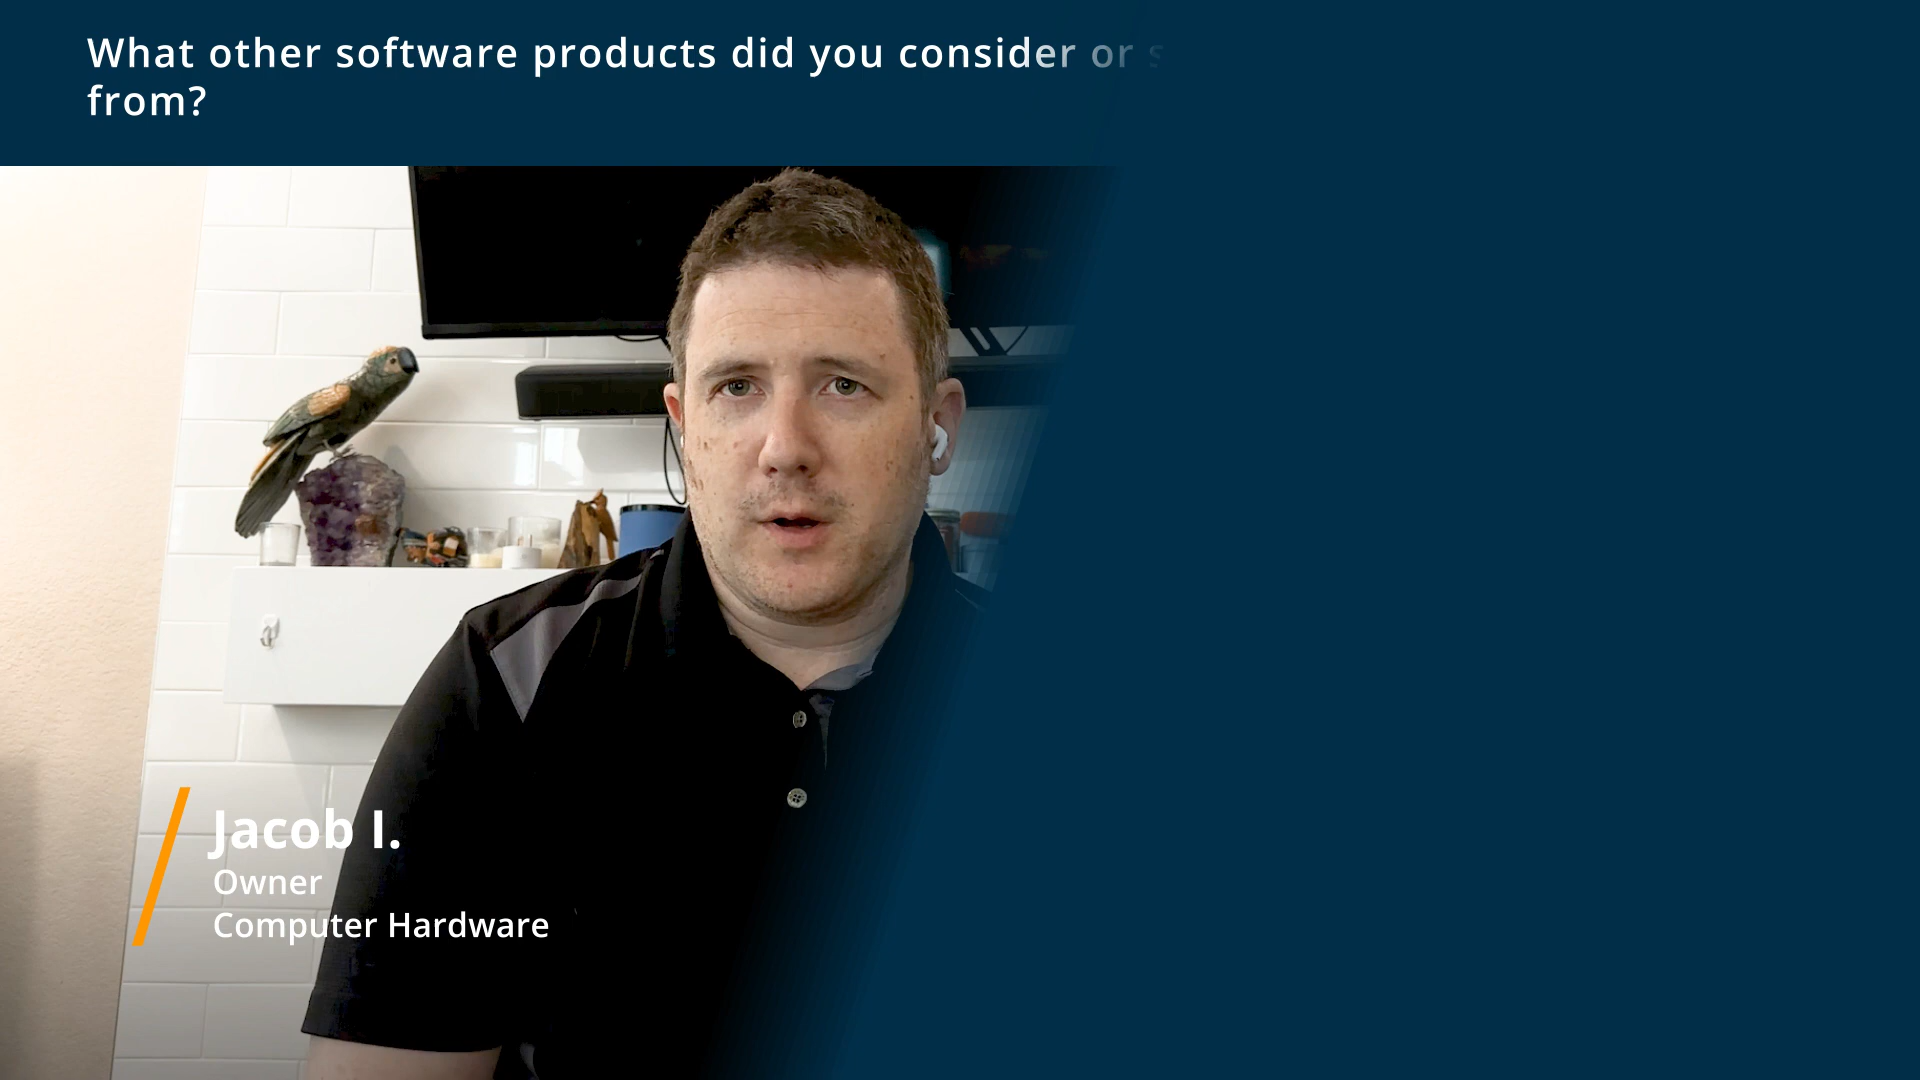 What other software products did you consider or
from?
Jacob I.
Owner
Computer Hardware